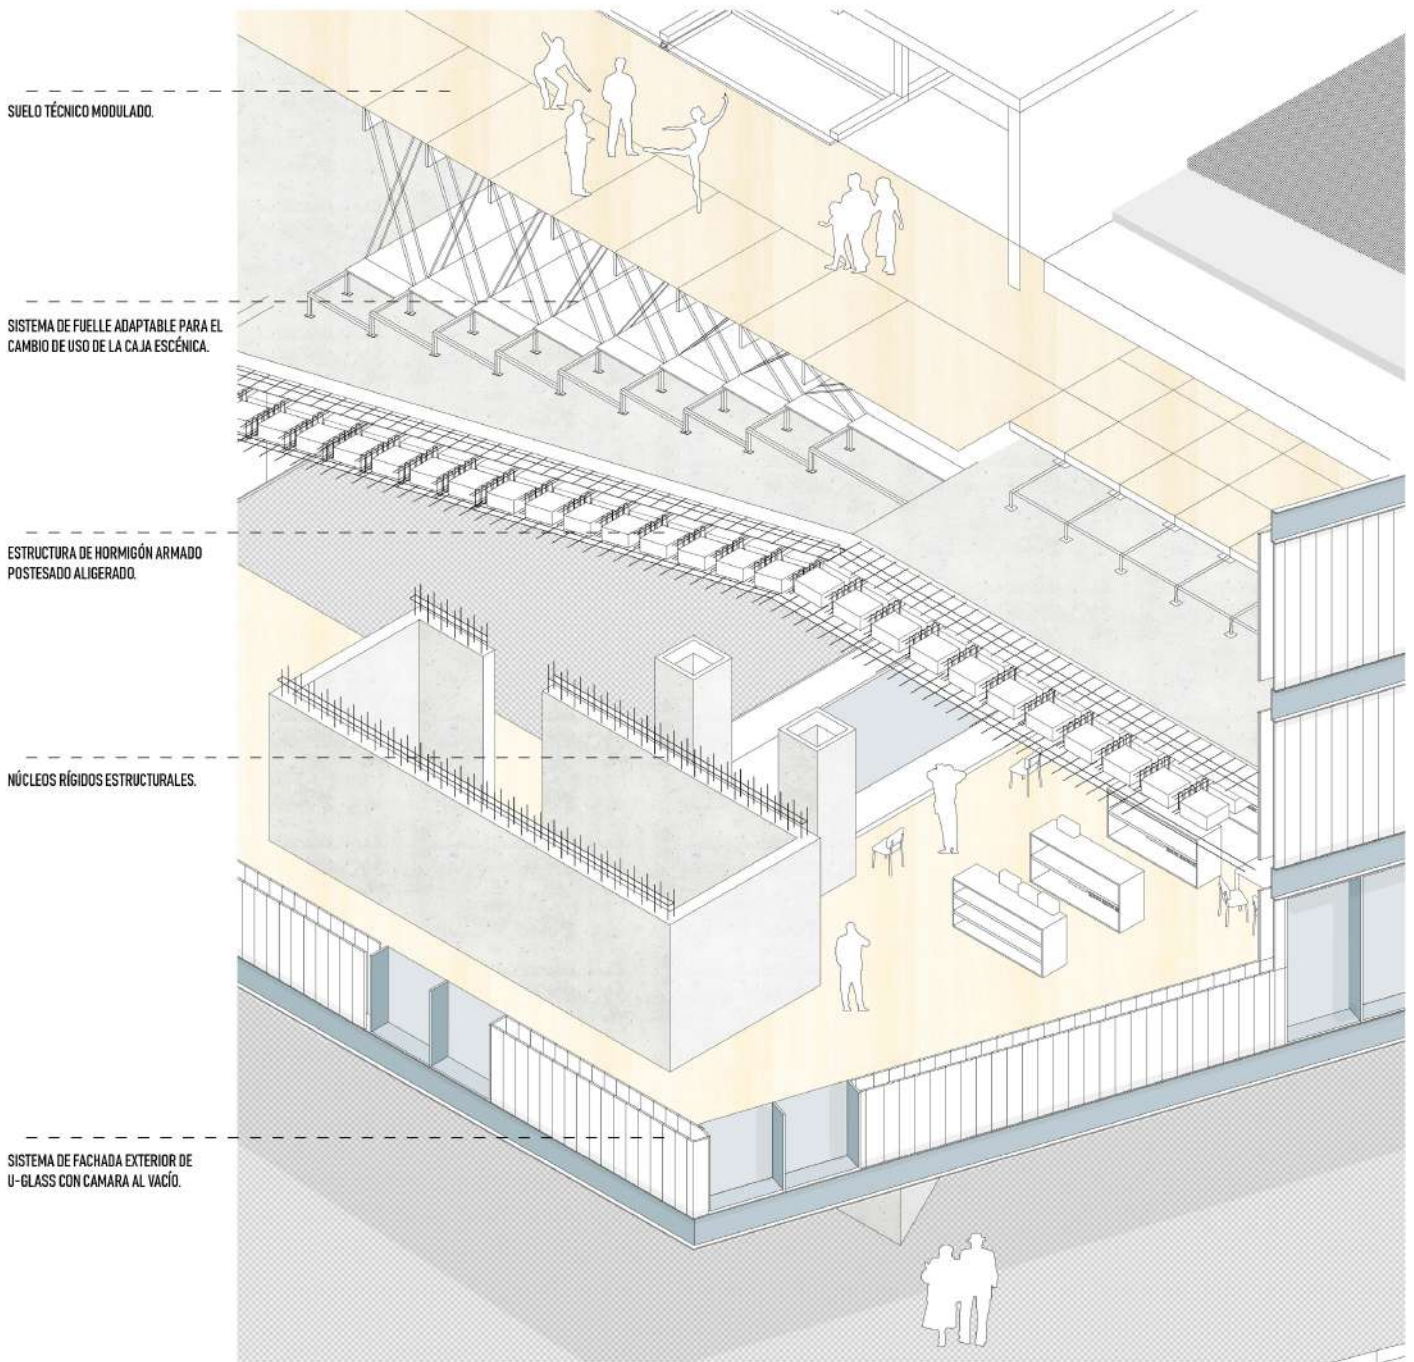 SUELO TÉCNICO MODULADO.
SISTEMA DE FUELLE ADAPTABLE PARA EL
CAMBIO DE USO DE LA CAJA ESCÉNICA.
ESTRUCTURA DE HORMIGÓN ARMADO
POSTESADO ALIGERADO.
NÚCLEOS RÍGIDOS ESTRUCTURALES.
SISTEMA DE FACHADA EXTERIOR DE
U-GLASS CON CAMARA AL VACÍO.